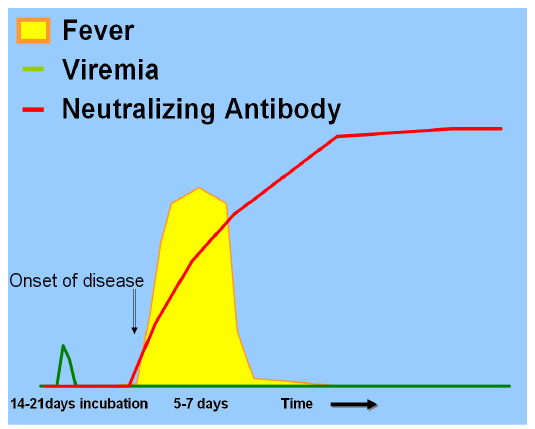 Fever
Viremia
Neutralizing Antibody
Onset of disease
14-21days incubation 5-7 days Time